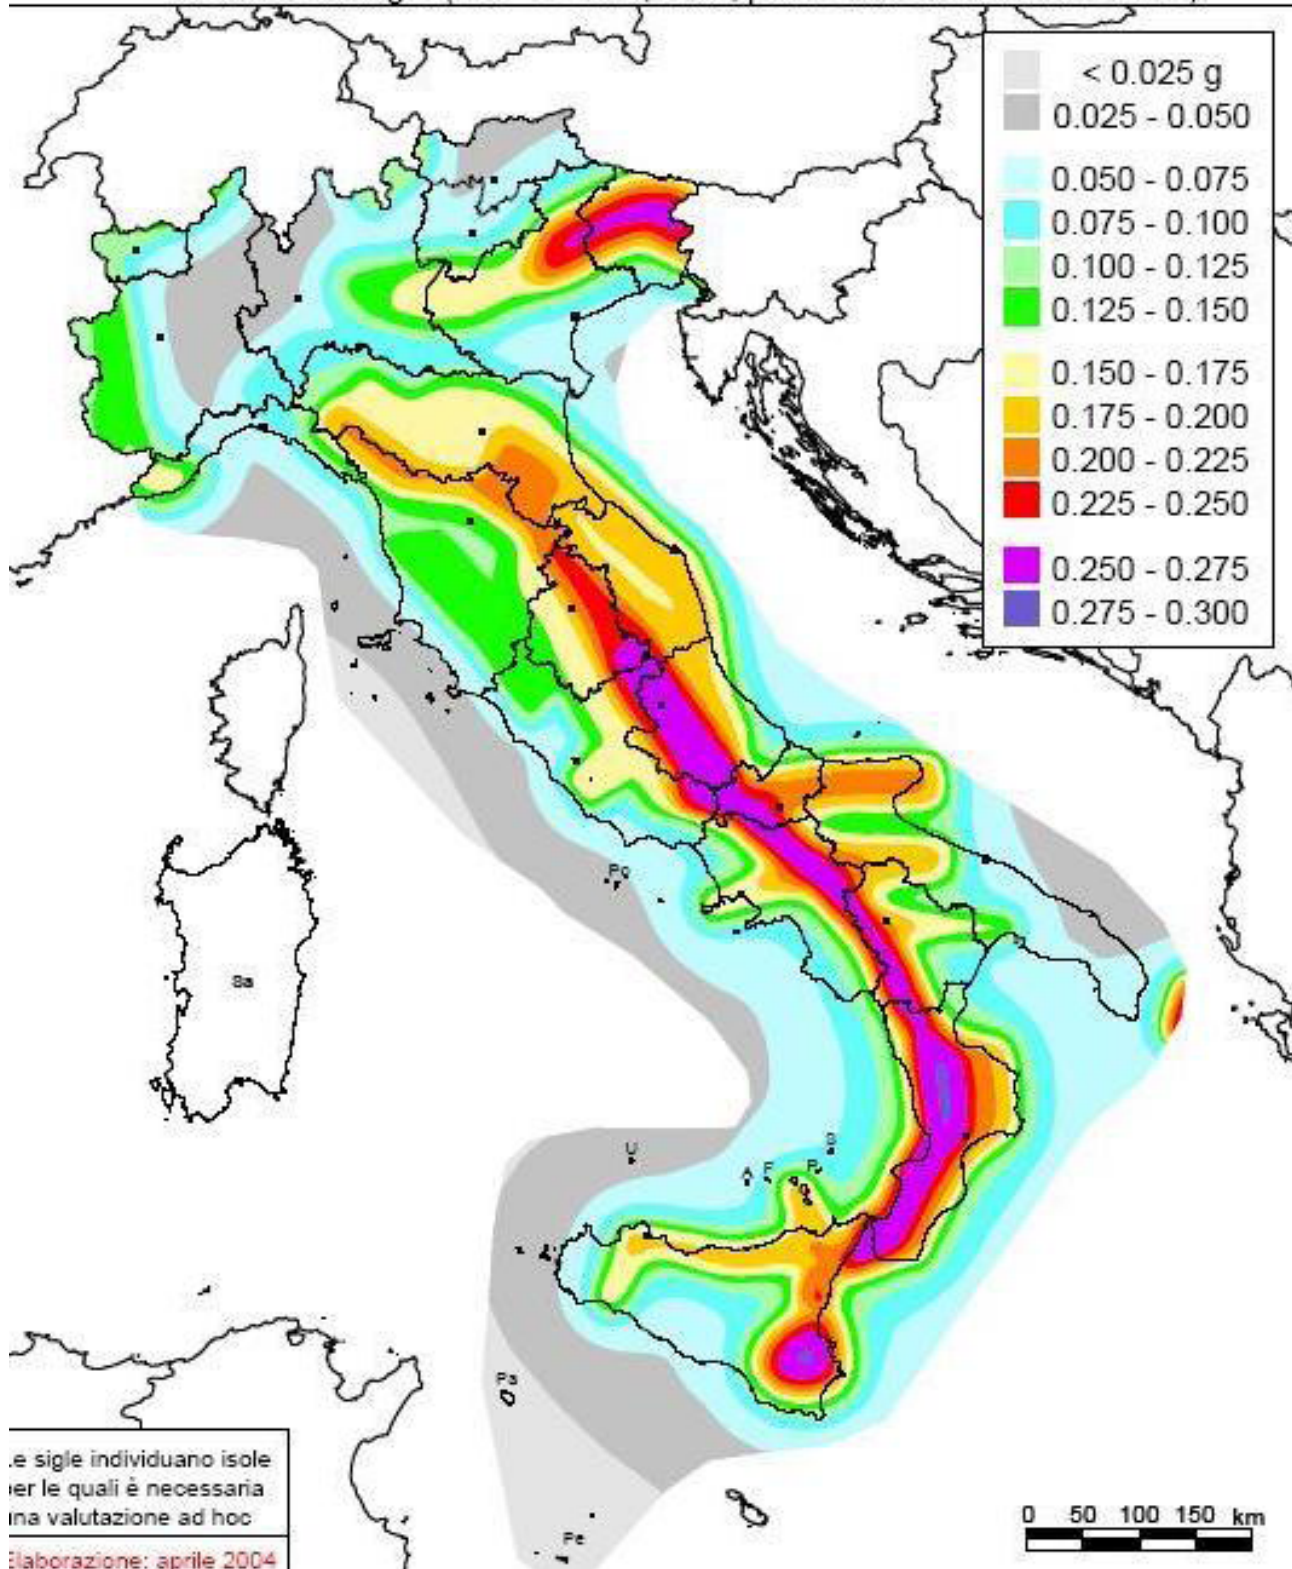 < 0.025 g
0.025 - 0.050
0.050 - 0.075
0.075 - 0.100
0.100 - 0.125
0.125 - 0.150
0.150 - 0.175
0.175 - 0.200
0.200 - 0.225
0.225 - 0.250
0.250 - 0.275
0.275 - 0.300
Po
Sa
U
S
A F P
Pa
Pe
e sigle individuano isole
er le quali è necessaria
na valutazione ad hoc
Elaborazione: aprile 2004
0 50 100 150 km